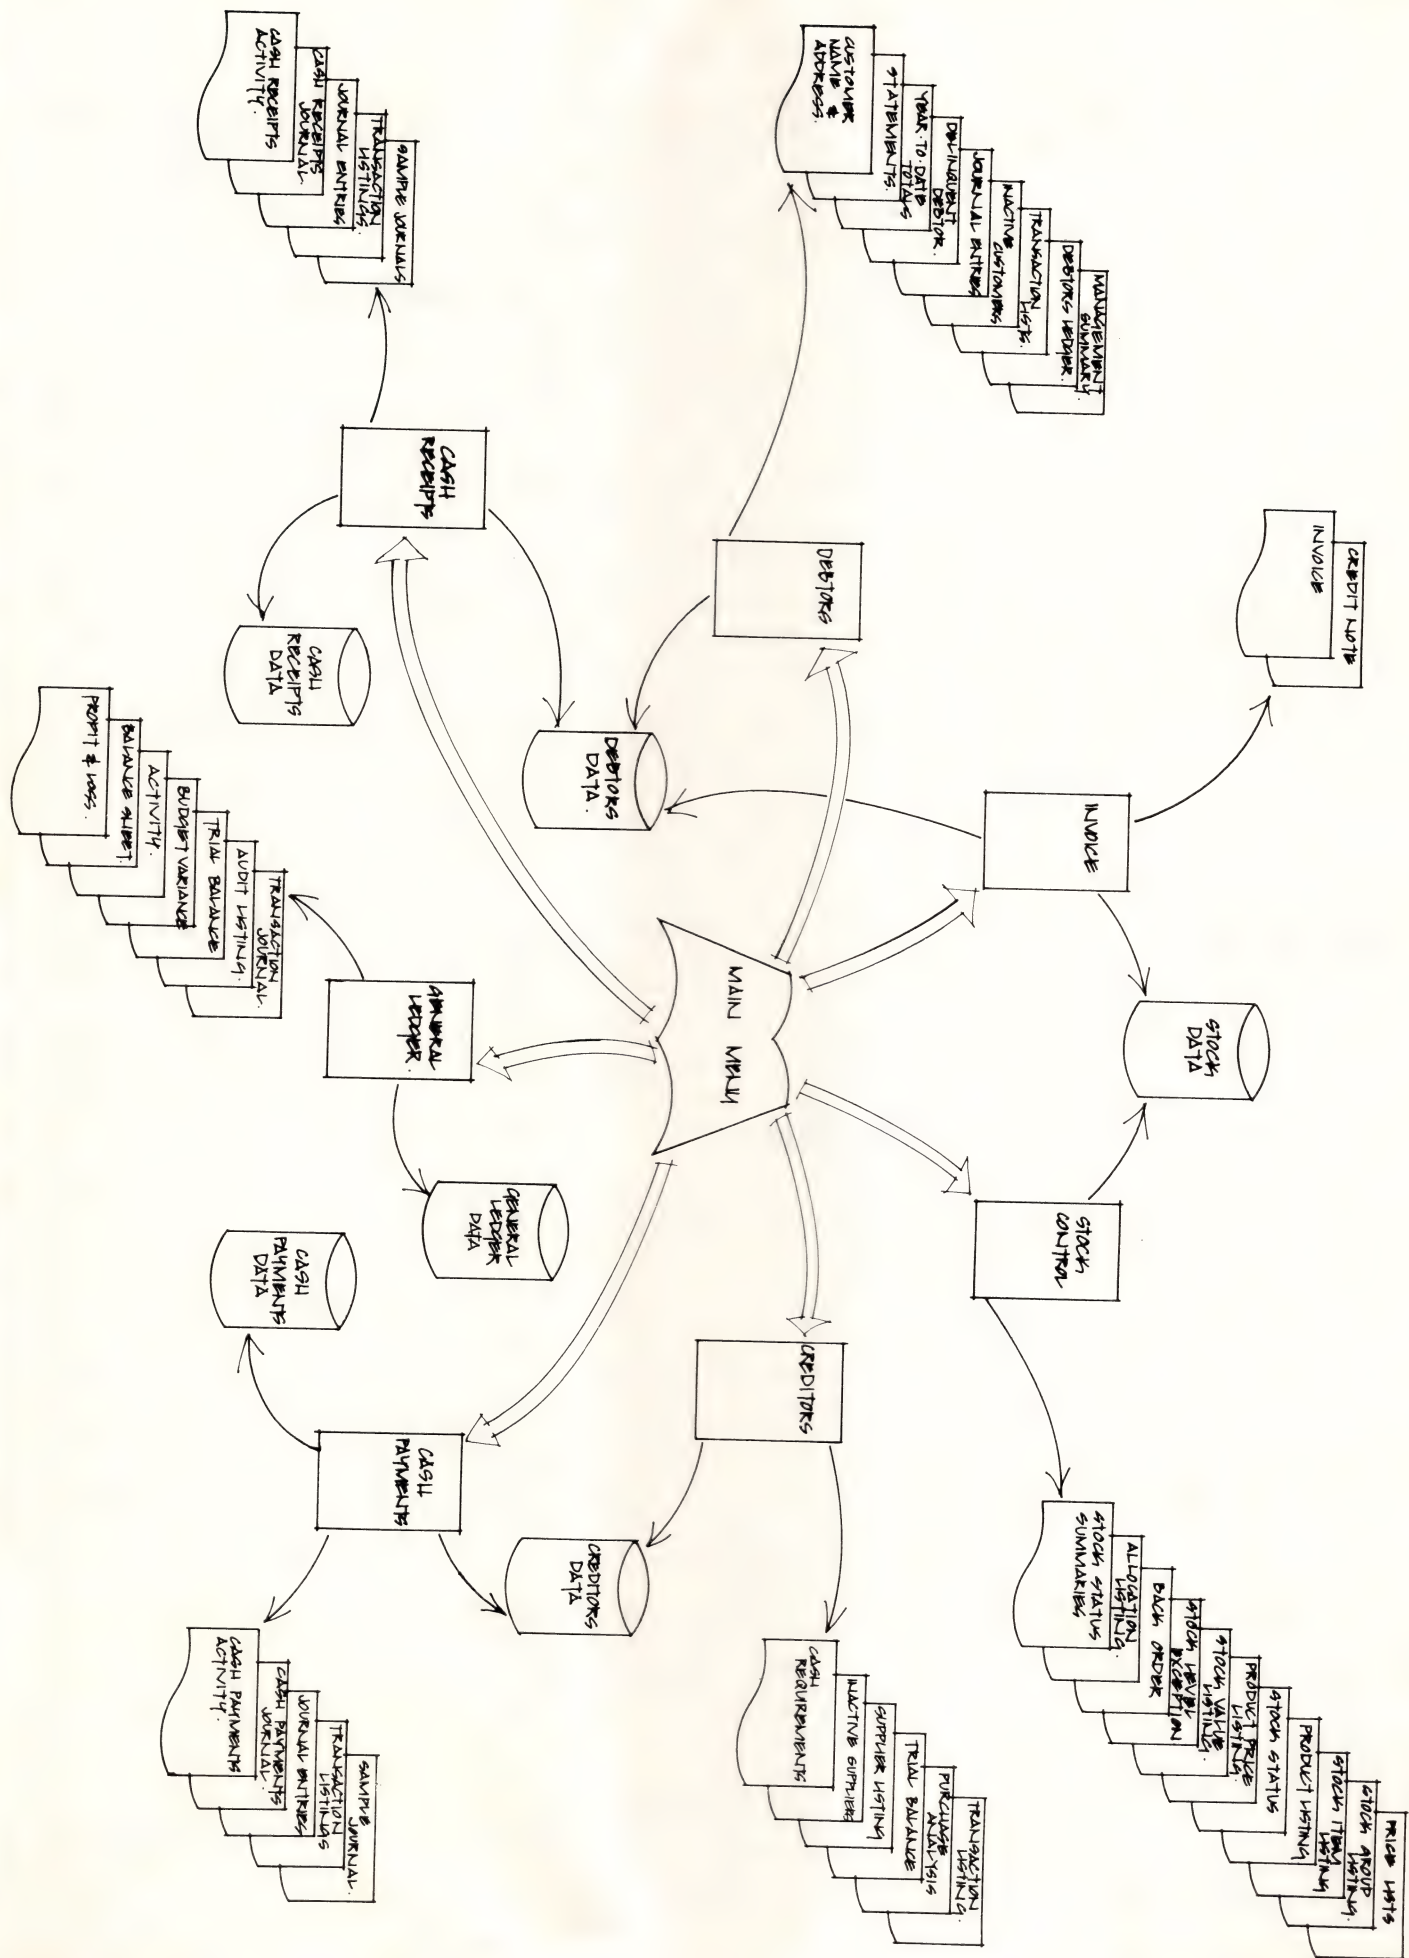 CREDIT NOTE
INVOICE
PRICE LISTS
STOCK GROUP
LISTING.
STOCK ITEM
LISTING
PRODUCT LISTING
STOCK STATUS
PRODUCT PRICE
LISTING.
STOCK VALUE
LISTING.
STOCK LEVEL
EXCEPTION
BACK ORDER
ALLOCATION
LISTING.
STOCK STATUS
SUMMARIES
STOCK
DATA
MANAGEMENT
SUMMARY.
DEBTORS LEDGER.
TRANSACTION
LISTS.
INACTIVE
CUSTOMERS
JOURNAL ENTRIES
DELINQUENT
DEBTOR.
YEAR.TO.DATE
TOTALS
STATEMENTS.
CUSTOMER
NAME &
ADDRESS.
INVOICE
STOCK
CONTROL
DEBTORS
CREDITORS
TRANSACTION
LISTING.
PURCHASE
ANALYSIS
TRIAL BALANCE
SUPPLIER LISTING
INACTIVE SUPPLIERS
CASH
REQUIREMENTS
MAIN MENU
DEBTORS
DATA.
CREDITORS
DATA
CASH
RECEIPTS
GENERAL
LEDGER.
GENERAL
LEDGER
DATA
CASH
PAYMENTS
SAMPLE JOURNALS
TRANSACTION
LISTINGS.
JOURNAL ENTRIES
CASH RECEIPTS
JOURNAL.
CASH RECEIPTS
ACTIVITY.
CASH
RECEIPTS
DATA
CASH
PAYMENTS
DATA
SAMPLE
JOURNAL.
TRANSACTION
LISTINGS
JOURNAL ENTRIES
CASH PAYMENTS
JOURNAL.
CASH PAYMENTS
ACTIVITY.
TRANSACTION
JOURNAL.
AUDIT LISTING.
TRIAL BALANCE
BUDGET VARIANCE
ACTIVITY.
BALANCE SHEET.
PROFIT & LOSS.